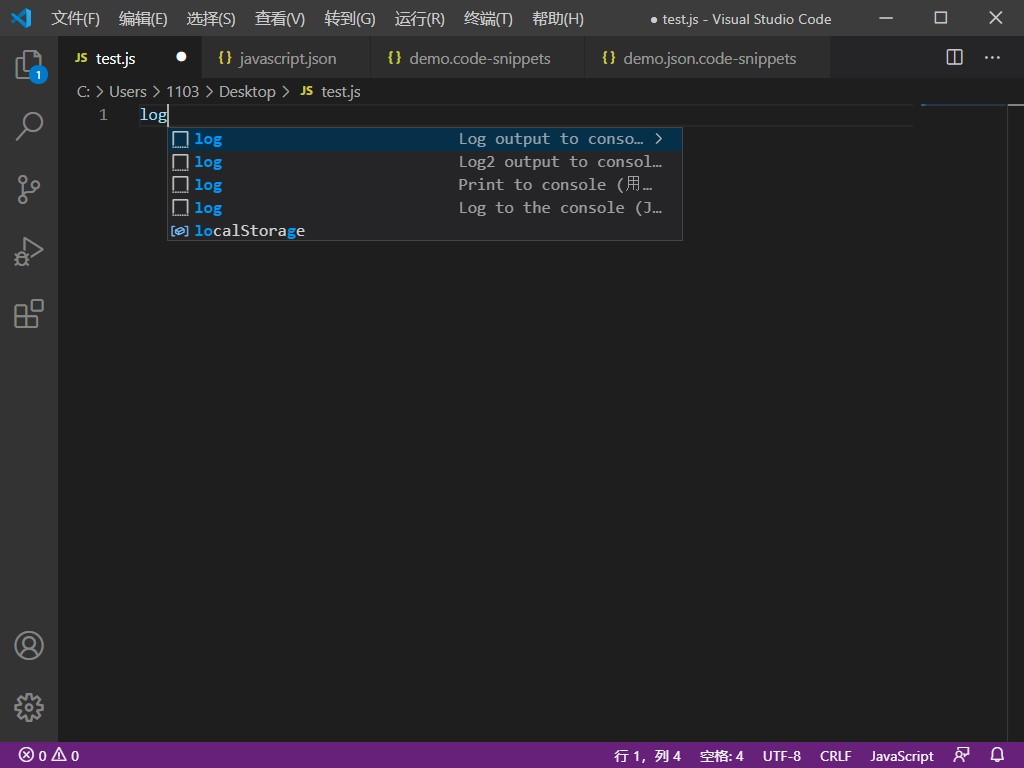 文件(F) 编辑(E) 选择(S) 查看(V) 转到(G) 运行(R) 终端(T) 帮助(H) ● test.js - Visual Studio Code
JS test.js ● {} javascript.json {} demo.code-snippets {} demo.json.code-snippets ···
1
C: > Users > 1103 > Desktop > JS test.js
1 log
log Log output to conso… >
log Log2 output to consol…
log Print to console (用…
log Log to the console (J…
localStorage
0 0 行 1，列 4 空格: 4 UTF-8 CRLF JavaScript